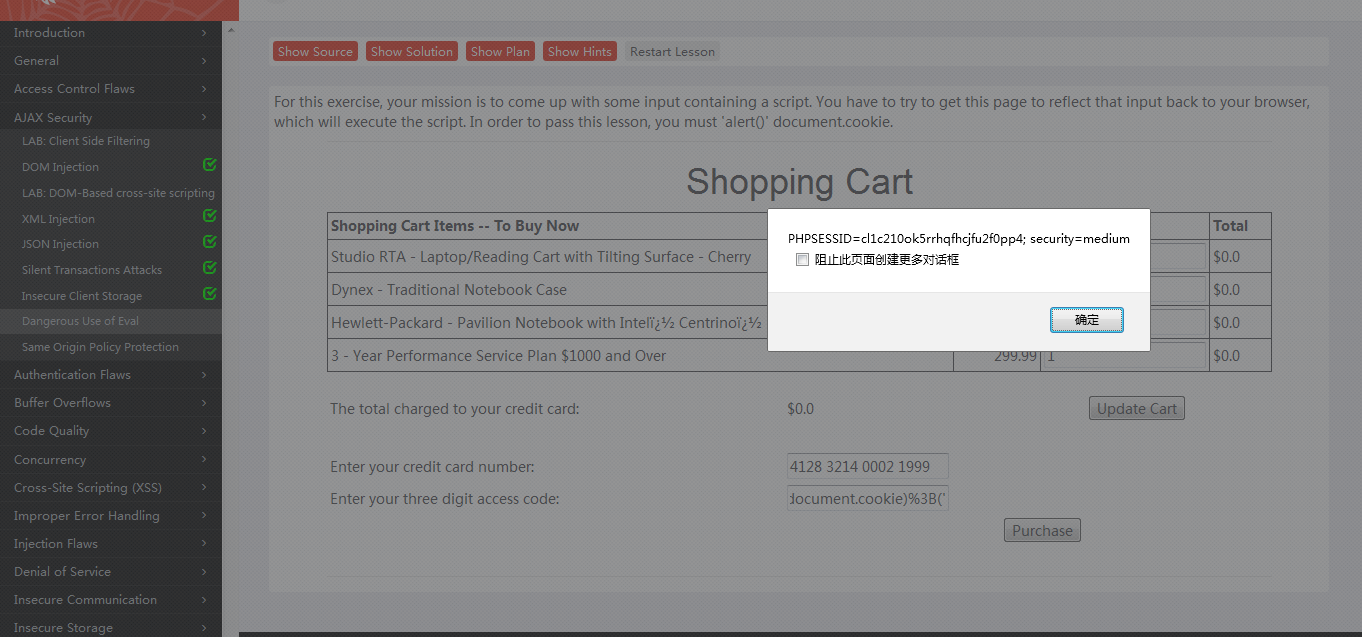 Introduction
General
Access Control Flaws
AJAX Security
LAB: Client Side Filtering
DOM Injection
LAB: DOM-Based cross-site scripting
XML Injection
JSON Injection
Silent Transactions Attacks
Insecure Client Storage
Dangerous Use of Eval
Same Origin Policy Protection
Authentication Flaws
Buffer Overflows
Code Quality
Concurrency
Cross-Site Scripting (XSS)
Improper Error Handling
Injection Flaws
Denial of Service
Insecure Communication
Insecure Storage
Show Source Show Solution Show Plan Show Hints Restart Lesson
For this exercise, your mission is to come up with some input containing a script. You have to try to get this page to reflect that input back to your browser,
which will execute the script. In order to pass this lesson, you must 'alert()' document.cookie.
Shopping Cart
Shopping Cart Items -- To Buy Now Total
Studio RTA - Laptop/Reading Cart with Tilting Surface - Cherry $0.0
Dynex - Traditional Notebook Case $0.0
Hewlett-Packard - Pavilion Notebook with Intelï¿½ Centrinoï¿½ $0.0
3 - Year Performance Service Plan $1000 and Over 299.99 1 $0.0
PHPSESSID=cl1c210ok5rrhqfhcjfu2f0pp4; security=medium
阻止此页面创建更多对话框
确定
The total charged to your credit card: $0.0 Update Cart
Enter your credit card number: 4128 3214 0002 1999
Enter your three digit access code: document.cookie)%3B('
Purchase